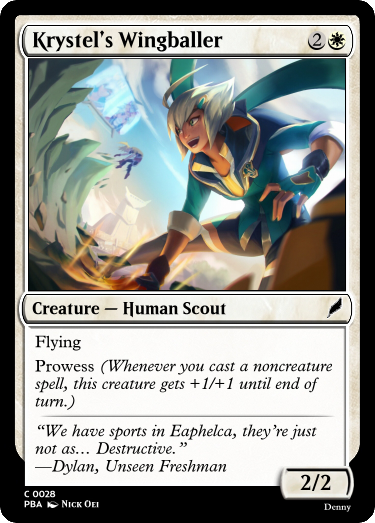 Krystel's Wingballer 2
Creature — Human Scout
Flying
Prowess (Whenever you cast a noncreature
spell, this creature gets +1/+1 until end of
turn.)
“We have sports in Eaphelca, they're just
not as… Destructive.”
—Dylan, Unseen Freshman
2/2
C 0028
PBA Nick Oei
Denny